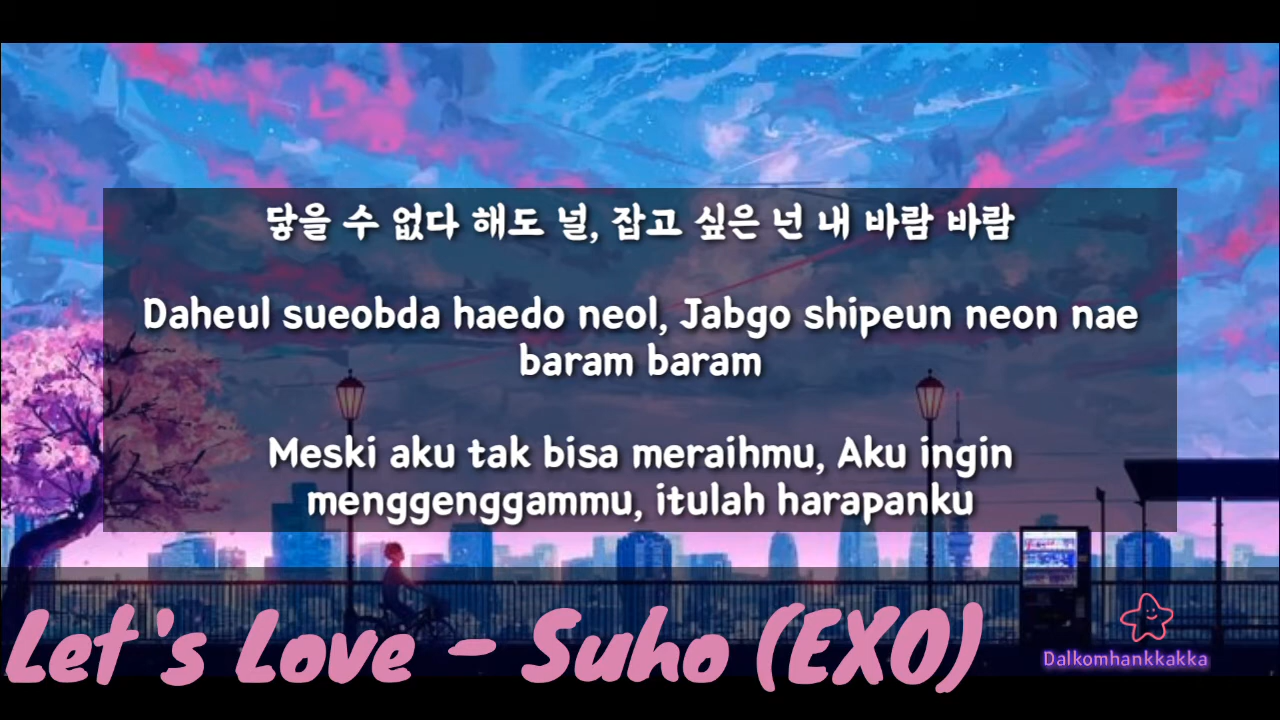 닿을 수 없다 해도 널, 잡고 싶은 넌 내 바람 바람
Daheul sueobda haedo neol, Jabgo shipeun neon nae
baram baram
Meski aku tak bisa meraihmu, Aku ingin
menggenggammu, itulah harapanku
Let's Love - Suho (EXO)
Dalkomhankkakka